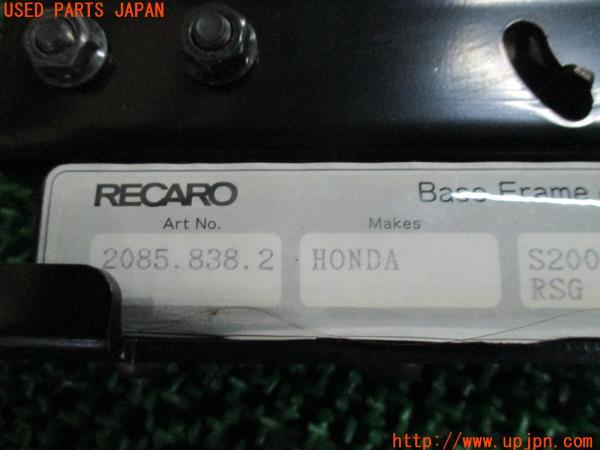 USED PARTS JAPAN
RECARO Base Frame
Art No. Makes
2085.838.2 HONDA S200
RSG
http://www.upjpn.com/